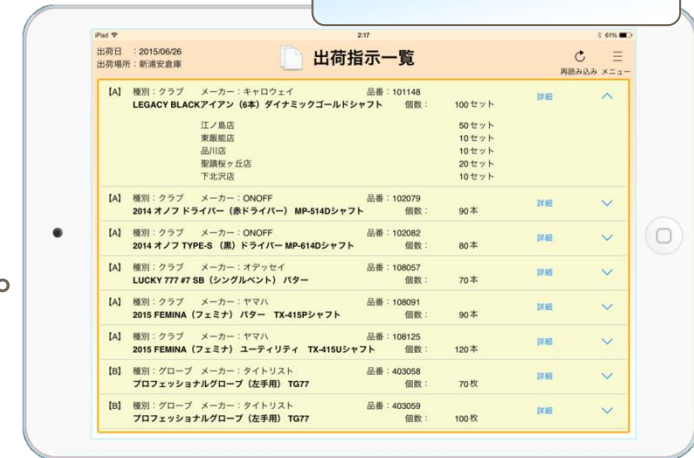 iPad 2:17 61%
出荷日 ：2015/06/26
出荷場所：新浦安倉庫
出荷指示一覧
再読み込み メニュー
【A】 種別：クラブ メーカー：キャロウェイ 品番：101148
LEGACY BLACKアイアン（6本）ダイナミックゴールドシャフト 個数： 100セット 詳細
江ノ島店 50セット
東飯能店 10セット
品川店 10セット
聖蹟桜ヶ丘店 20セット
下北沢店 10セット
【A】 種別：クラブ メーカー：ONOFF 品番：102079
2014 オノフ ドライバー（赤ドライバー） MP-514Dシャフト 個数： 90本 詳細
【A】 種別：クラブ メーカー：ONOFF 品番：102082
2014 オノフ TYPE-S （黒）ドライバー MP-614Dシャフト 個数： 80本 詳細
【A】 種別：クラブ メーカー：オデッセイ 品番：108057
LUCKY 777 #7 SB（シングルベント） パター 個数： 70本 詳細
【A】 種別：クラブ メーカー：ヤマハ 品番：108091
2015 FEMINA（フェミナ） パター TX-415Pシャフト 個数： 90本 詳細
【A】 種別：クラブ メーカー：ヤマハ 品番：108125
2015 FEMINA（フェミナ） ユーティリティ TX-415Uシャフト 個数： 120本 詳細
【B】 種別：グローブ メーカー：タイトリスト 品番：403058
プロフェッショナルグローブ（左手用） TG77 個数： 70枚 詳細
【B】 種別：グローブ メーカー：タイトリスト 品番：403059
プロフェッショナルグローブ（左手用） TG77 個数： 100枚 詳細